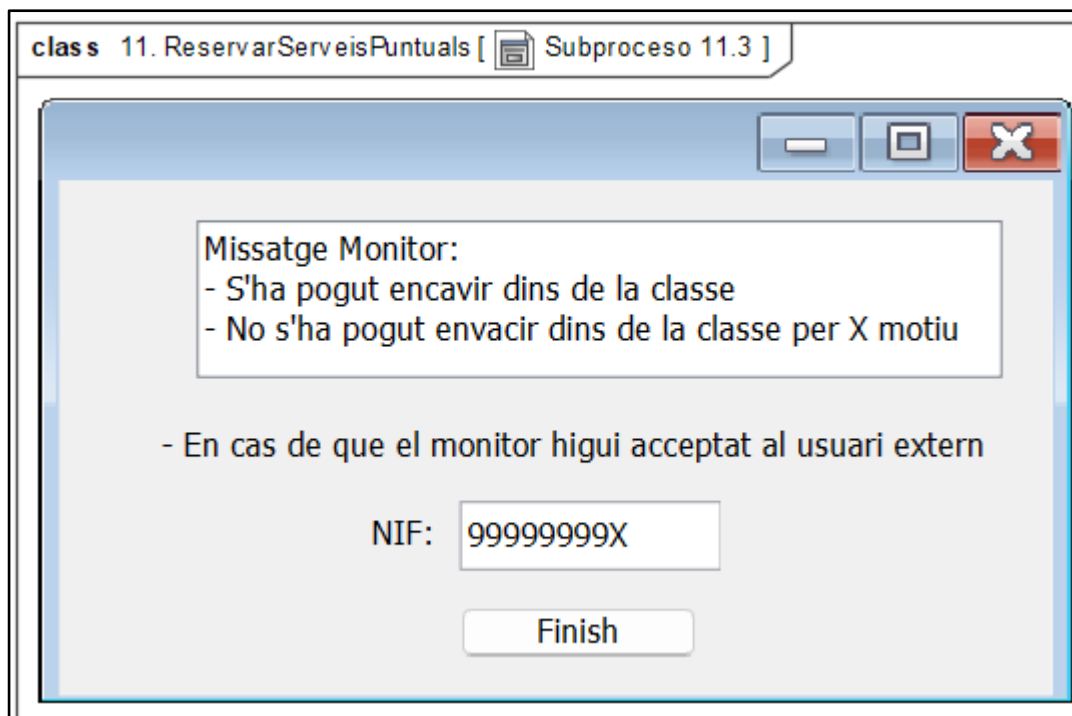 class 11. ReservarServeisPuntuals [ Subproceso 11.3 ]
Missatge Monitor:
- S'ha pogut encavir dins de la classe
- No s'ha pogut envacir dins de la classe per X motiu
- En cas de que el monitor higui acceptat al usuari extern
NIF: 99999999X
Finish